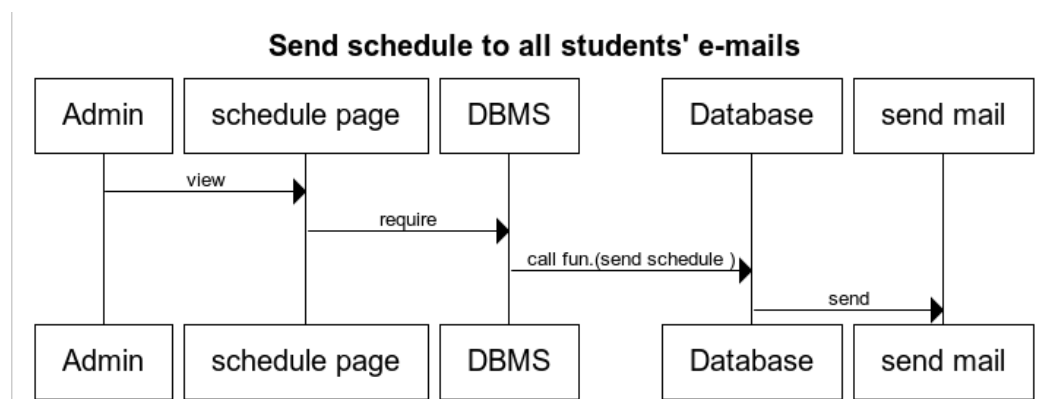 Send schedule to all students' e-mails
Admin schedule page DBMS Database send mail
view
require
call fun.(send schedule )
send
Admin schedule page DBMS Database send mail